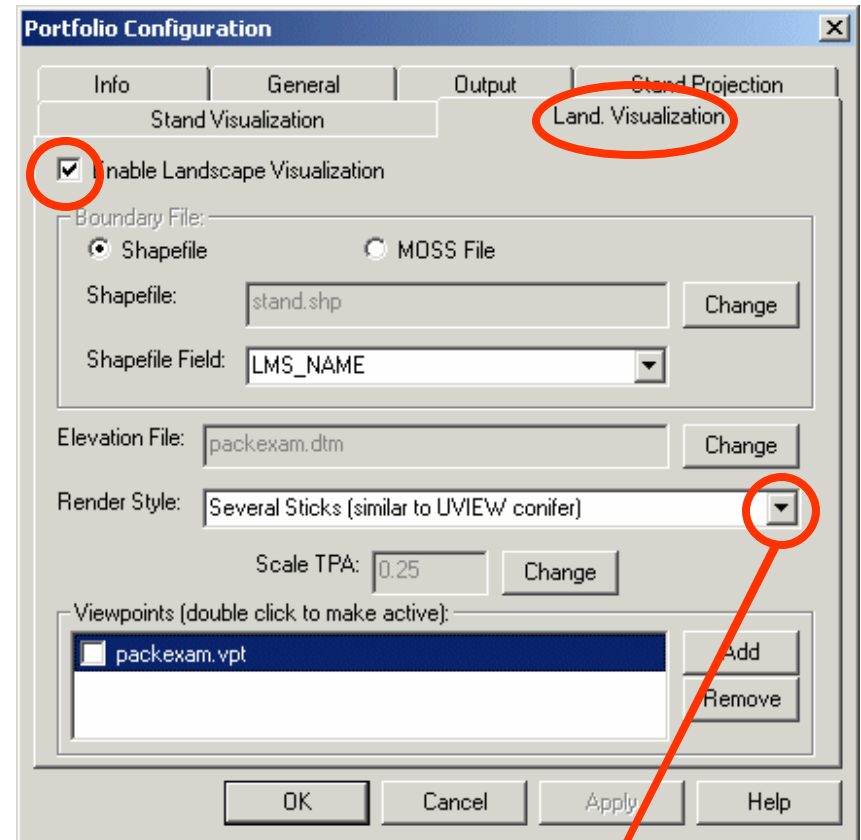 Portfolio Configuration
Info General Output Stand Projection
Stand Visualization Land. Visualization
Enable Landscape Visualization
Boundary File:
Shapefile MOSS File
Shapefile: stand.shp Change
Shapefile Field: LMS_NAME
Elevation File: packexam.dtm Change
Render Style: Several Sticks (similar to UVIEW conifer)
Scale TPA: 0.25 Change
Viewpoints (double click to make active):
packexam.vpt Add
Remove
OK Cancel Apply Help